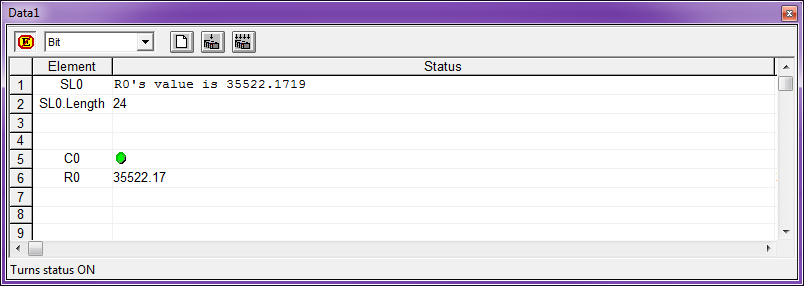 Data1
E Bit
Element Status
1 SL0 R0's value is 35522.1719
2 SL0.Length 24
3
4
5 C0
6 R0 35522.17
7
8
9
Turns status ON